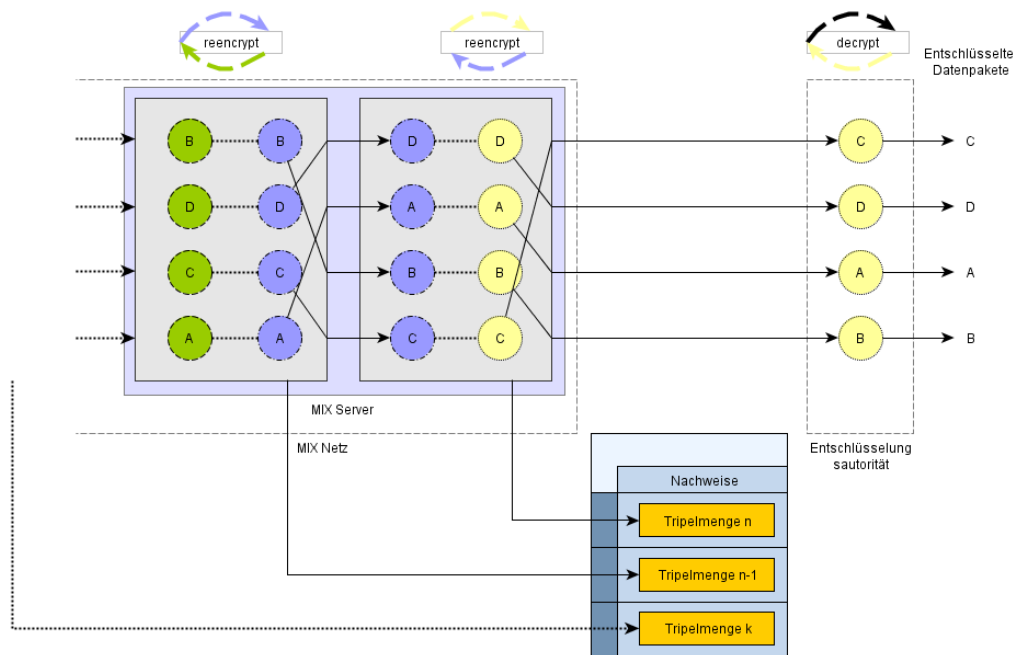 reencrypt
reencrypt
decrypt
Entschlüsselte
Datenpakete
B B D D C C
D D A A D D
C C B B A A
A A C C B B
MIX Server
MIX Netz
Entschlüsselung
sautorität
Nachweise
Tripelmenge n
Tripelmenge n-1
Tripelmenge k